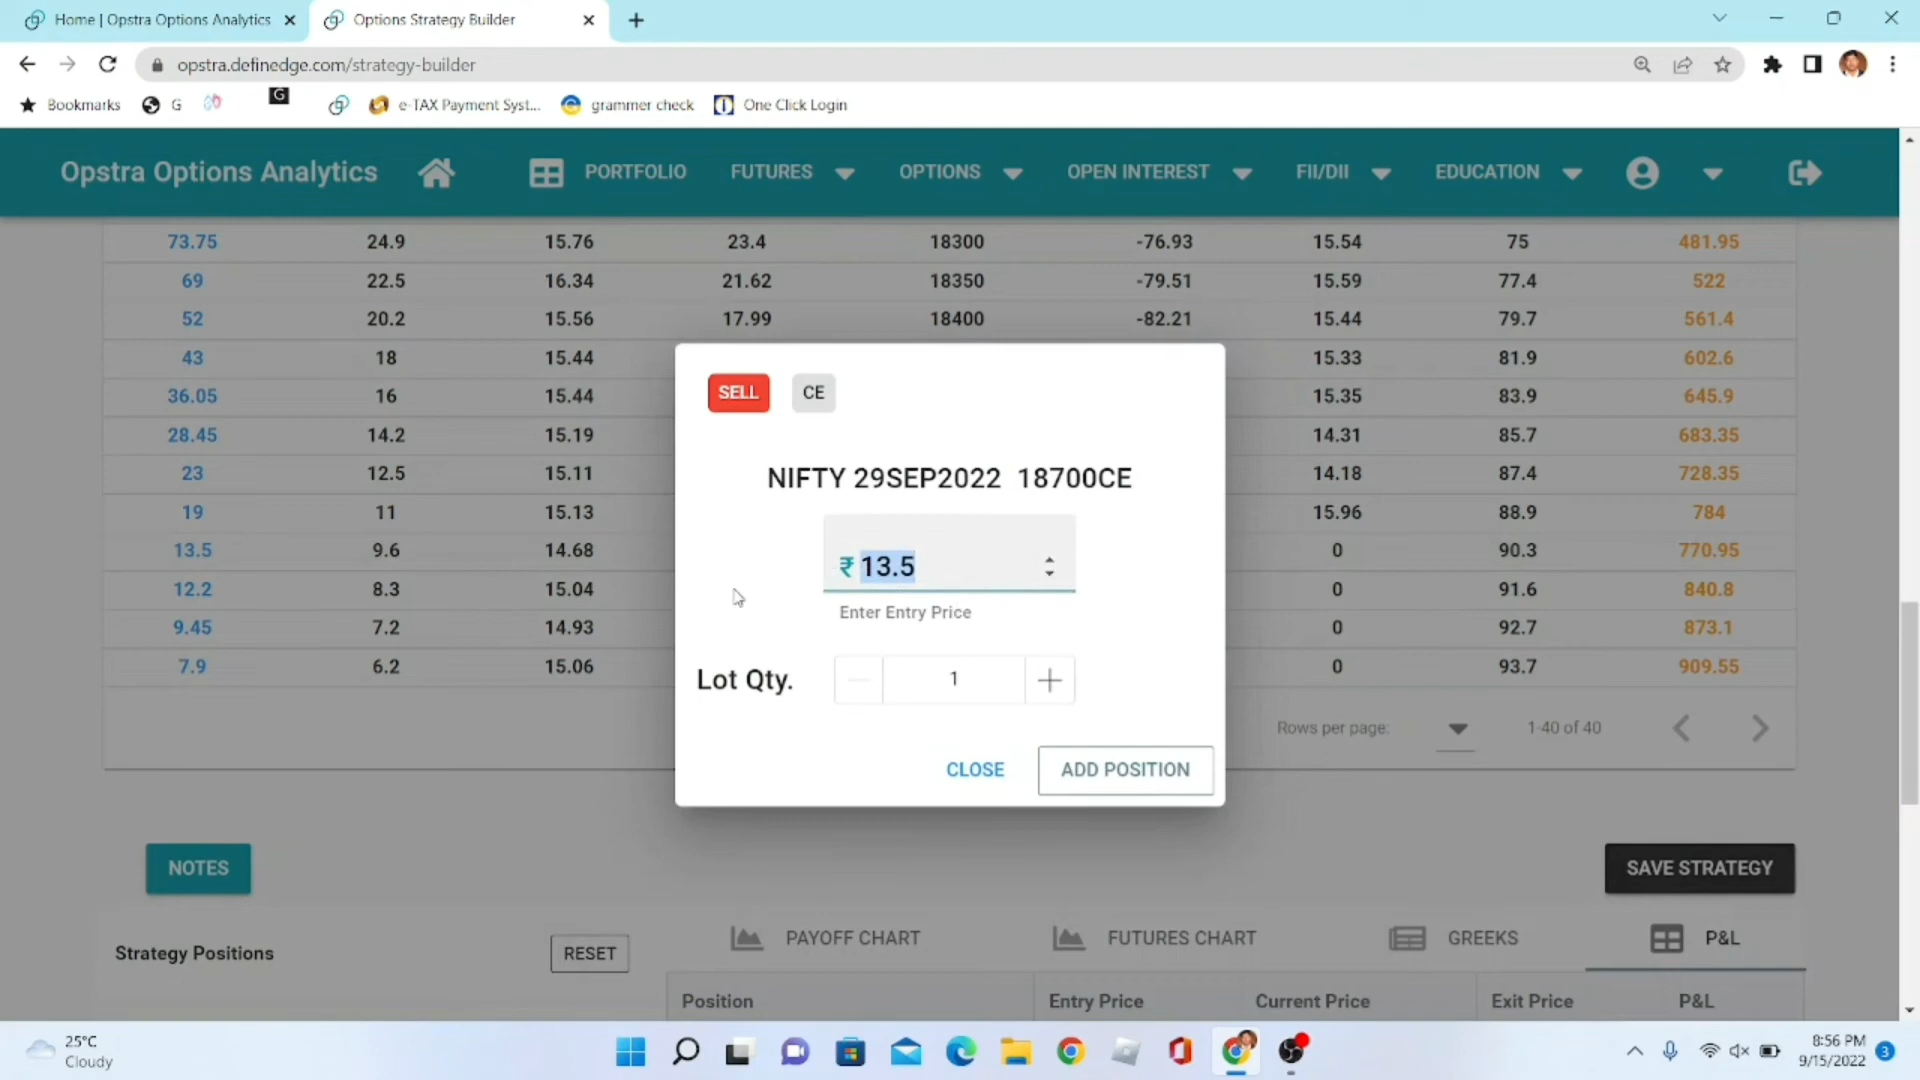 Home | Opstra Options Analytics
Options Strategy Builder
opstra.definedge.com/strategy-builder
Bookmarks G G e-TAX Payment Syst... grammer check One Click Login
Opstra Options Analytics PORTFOLIO FUTURES OPTIONS OPEN INTEREST FII/DII EDUCATION
73.75 24.9 15.76 23.4 18300 -76.93 15.54 75 481.95
69 22.5 16.34 21.62 18350 -79.51 15.59 77.4 522
52 20.2 15.56 17.99 18400 -82.21 15.44 79.7 561.4
43 18 15.44 15.33 81.9 602.6
36.05 16 15.44 15.35 83.9 645.9
28.45 14.2 15.19 14.31 85.7 683.35
23 12.5 15.11 14.18 87.4 728.35
19 11 15.13 15.96 88.9 784
13.5 9.6 14.68 0 90.3 770.95
12.2 8.3 15.04 0 91.6 840.8
9.45 7.2 14.93 0 92.7 873.1
7.9 6.2 15.06 0 93.7 909.55
Rows per page: 1-40 of 40
SELL CE
NIFTY 29SEP2022 18700CE
₹ 13.5
Enter Entry Price
Lot Qty. 1
CLOSE ADD POSITION
NOTES SAVE STRATEGY
Strategy Positions RESET
PAYOFF CHART FUTURES CHART GREEKS P&L
Position Entry Price Current Price Exit Price P&L
25°C
Cloudy
8:56 PM
9/15/2022
3